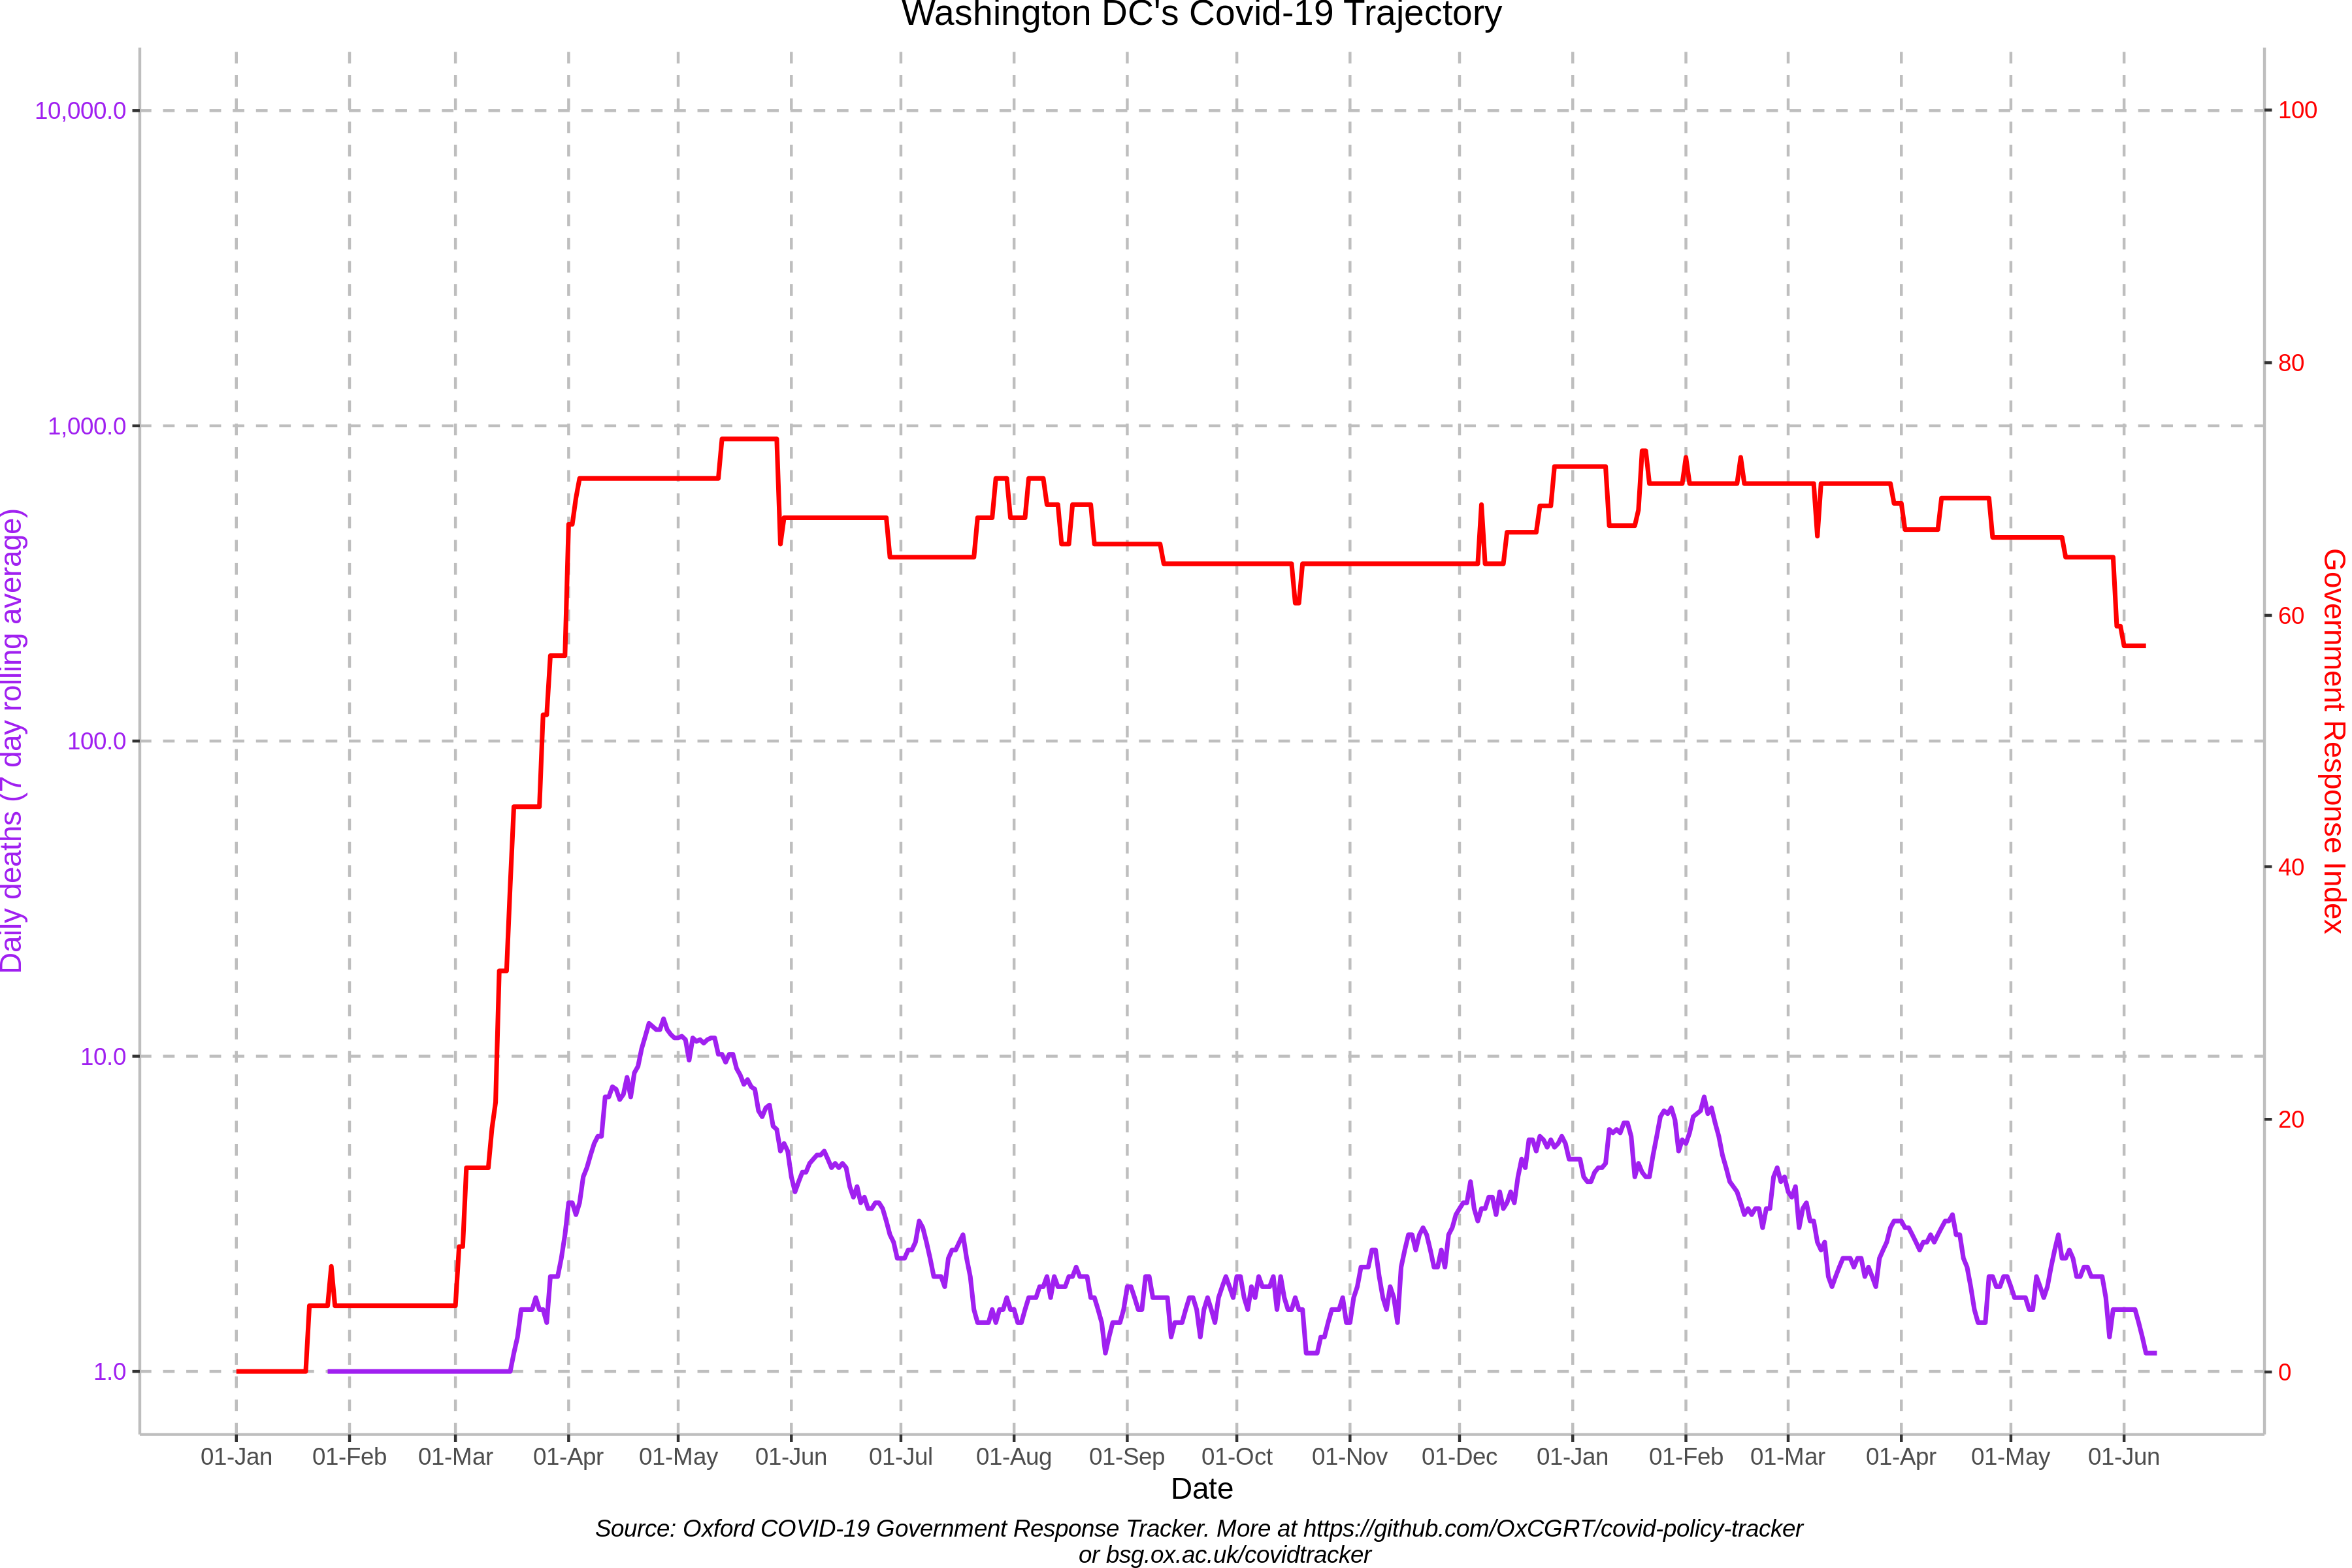 Washington DC's Covid-19 Trajectory
10,000.0
1,000.0
100.0
10.0
1.0
Daily deaths (7 day rolling average)
100
80
60
40
20
0
Government Response Index
01-Jan 01-Feb 01-Mar 01-Apr 01-May 01-Jun 01-Jul 01-Aug 01-Sep 01-Oct 01-Nov 01-Dec 01-Jan 01-Feb 01-Mar 01-Apr 01-May 01-Jun
Date
Source: Oxford COVID-19 Government Response Tracker. More at https://github.com/OxCGRT/covid-policy-tracker
or bsg.ox.ac.uk/covidtracker